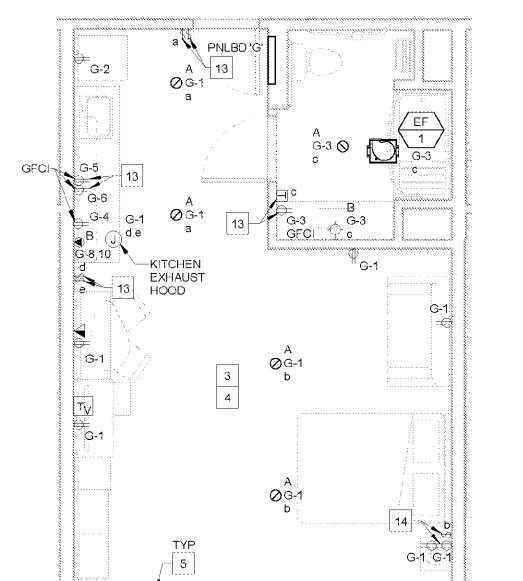 a
PNLBD 'G'
13
G-2
A
G-1
a
EF
1
G-3
c
A
G-3
c
GFCI
G-5
G-6
13
G-4
B
G-8,10
G-1
d,e
J
A
G-1
a
c
13
G-3
GFCI
B
G-3
c
G-1
KITCHEN
EXHAUST
HOOD
d
e
13
G-1
G-1
A
G-1
b
3
4
TV
G-1
A
G-1
b
14
b
G-1
G-1
TYP
5